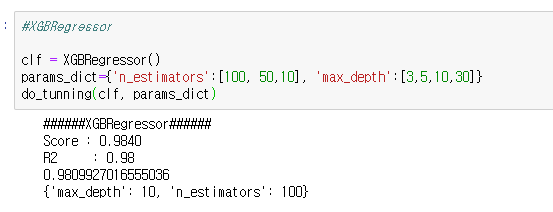 :
#XGBRegressor
clf = XGBRegressor()
params_dict={'n_estimators':[100, 50,10], 'max_depth':[3,5,10,30]}
do_tunning(clf, params_dict)
######XGBRegressor######
Score : 0.9840
R2 : 0.98
0.9809927016555036
{'max_depth': 10, 'n_estimators': 100}